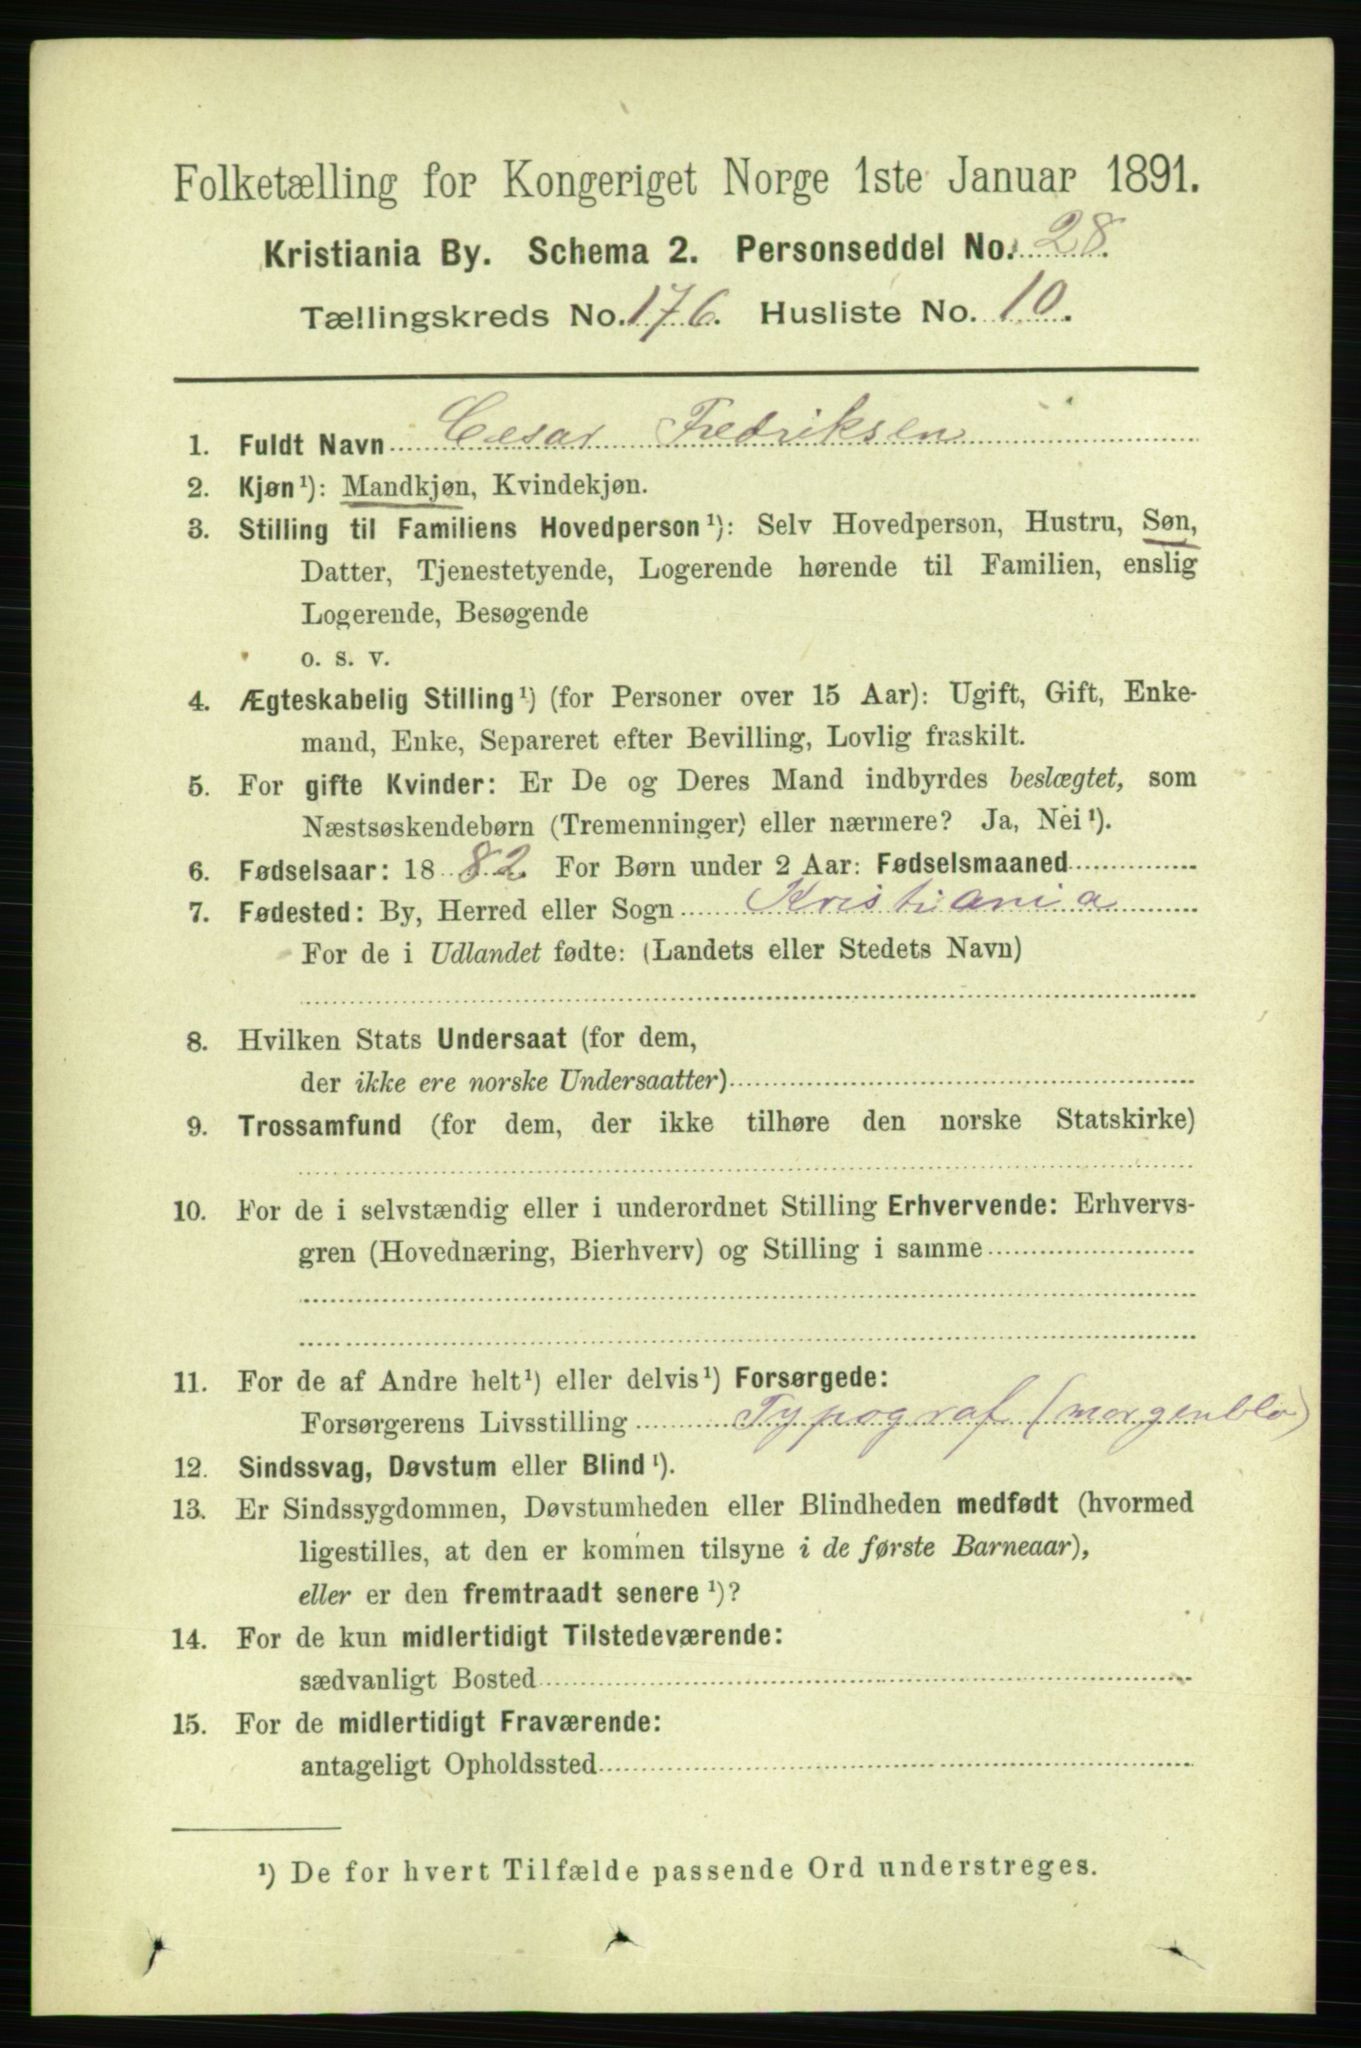 Folketælling for Kongeriget Norge 1ste Januar 1891.
Kristiania By. Schema 2. Personseddel No. 28.
Tællingskreds No. 176. Husliste No. 10.
1. Fuldt Navn Cesar Fredriksen
2. Kjøn¹): Mandkjøn, Kvindekjøn.
3. Stilling til Familiens Hovedperson¹): Selv Hovedperson, Hustru, Søn,
Datter, Tjenestetyende, Logerende hørende til Familien, enslig
Logerende, Besøgende
o. s. v.
4. Ægteskabelig Stilling¹) (for Personer over 15 Aar): Ugift, Gift, Enke-
mand, Enke, Separeret efter Bevilling, Lovlig fraskilt.
5. For gifte Kvinder: Er De og Deres Mand indbyrdes beslægtet, som
Næstsøskendebørn (Tremenninger) eller nærmere? Ja, Nei¹).
6. Fødselsaar: 1882. For Børn under 2 Aar: Fødselsmaaned
7. Fødested: By, Herred eller Sogn Kristiania
For de i Udlandet fødte: (Landets eller Stedets Navn)
8. Hvilken Stats Undersaat (for dem,
der ikke ere norske Undersaatter)
9. Trossamfund (for dem, der ikke tilhøre den norske Statskirke)
10. For de i selvstændig eller i underordnet Stilling Erhvervende: Erhvervs-
gren (Hovednæring, Bierhverv) og Stilling i samme
11. For de af Andre helt¹) eller delvis¹) Forsørgede:
Forsørgerens Livsstilling Typograf (morgenbla)
12. Sindssvag, Døvstum eller Blind¹).
13. Er Sindssygdommen, Døvstumheden eller Blindheden medfødt (hvormed
ligestilles, at den er kommen tilsyne i de første Barneaar),
eller er den fremtraadt senere¹)?
14. For de kun midlertidigt Tilstedeværende:
sædvanligt Bosted
15. For de midlertidigt Fraværende:
antageligt Opholdssted
¹) De for hvert Tilfælde passende Ord understreges.